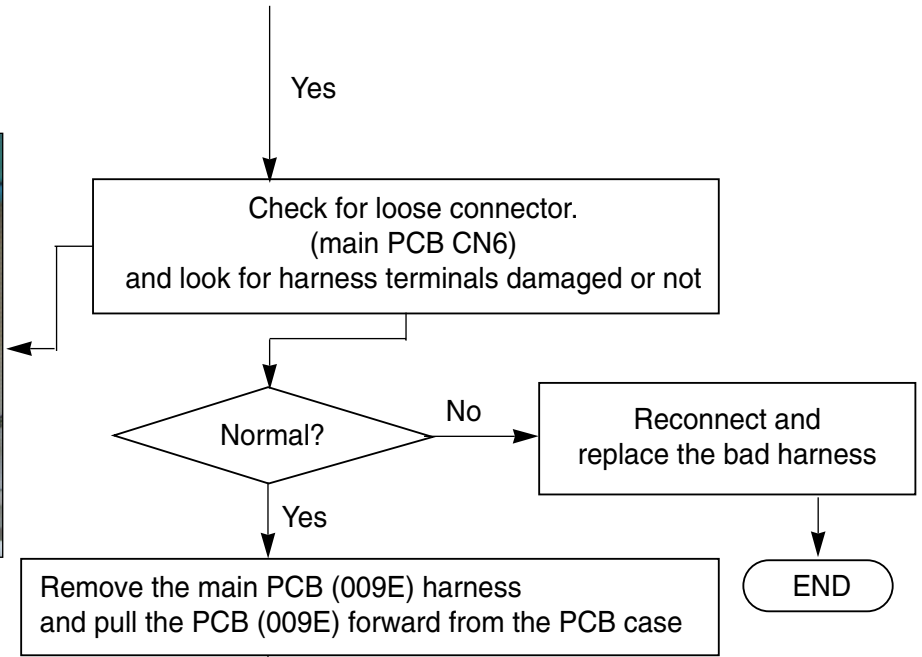 Yes
Check for loose connector.
(main PCB CN6)
and look for harness terminals damaged or not
Normal?
No
Reconnect and
replace the bad harness
Yes
END
Remove the main PCB (009E) harness
and pull the PCB (009E) forward from the PCB case